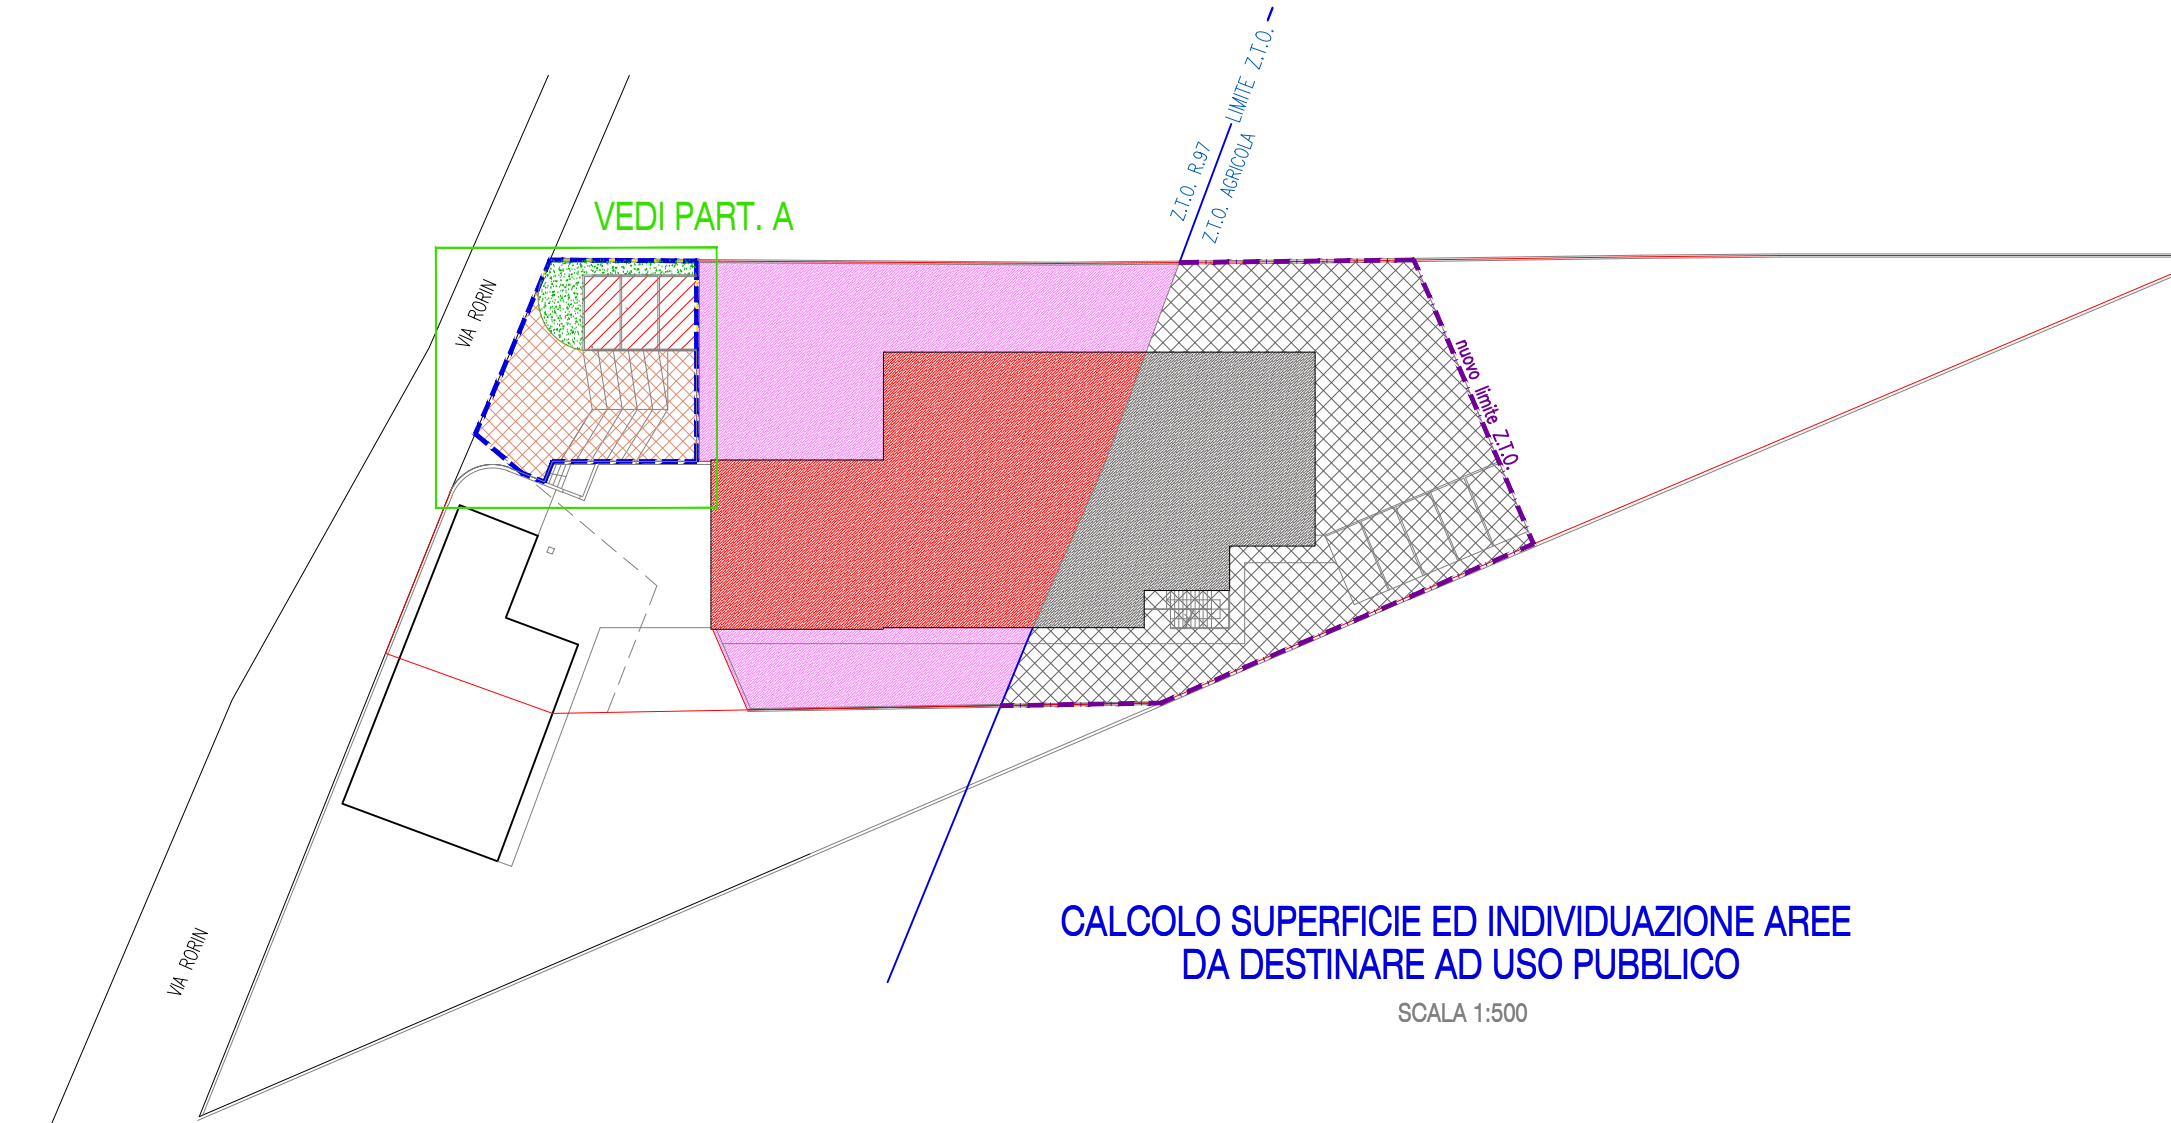 LIMITE Z.T.O.
Z.T.O. R.97
Z.T.O. AGRICOLA
VEDI PART. A
VIA RORIN
nuovo limite Z.T.O.
CALCOLO SUPERFICIE ED INDIVIDUAZIONE AREE
DA DESTINARE AD USO PUBBLICO
VIA RORIN
SCALA 1:500